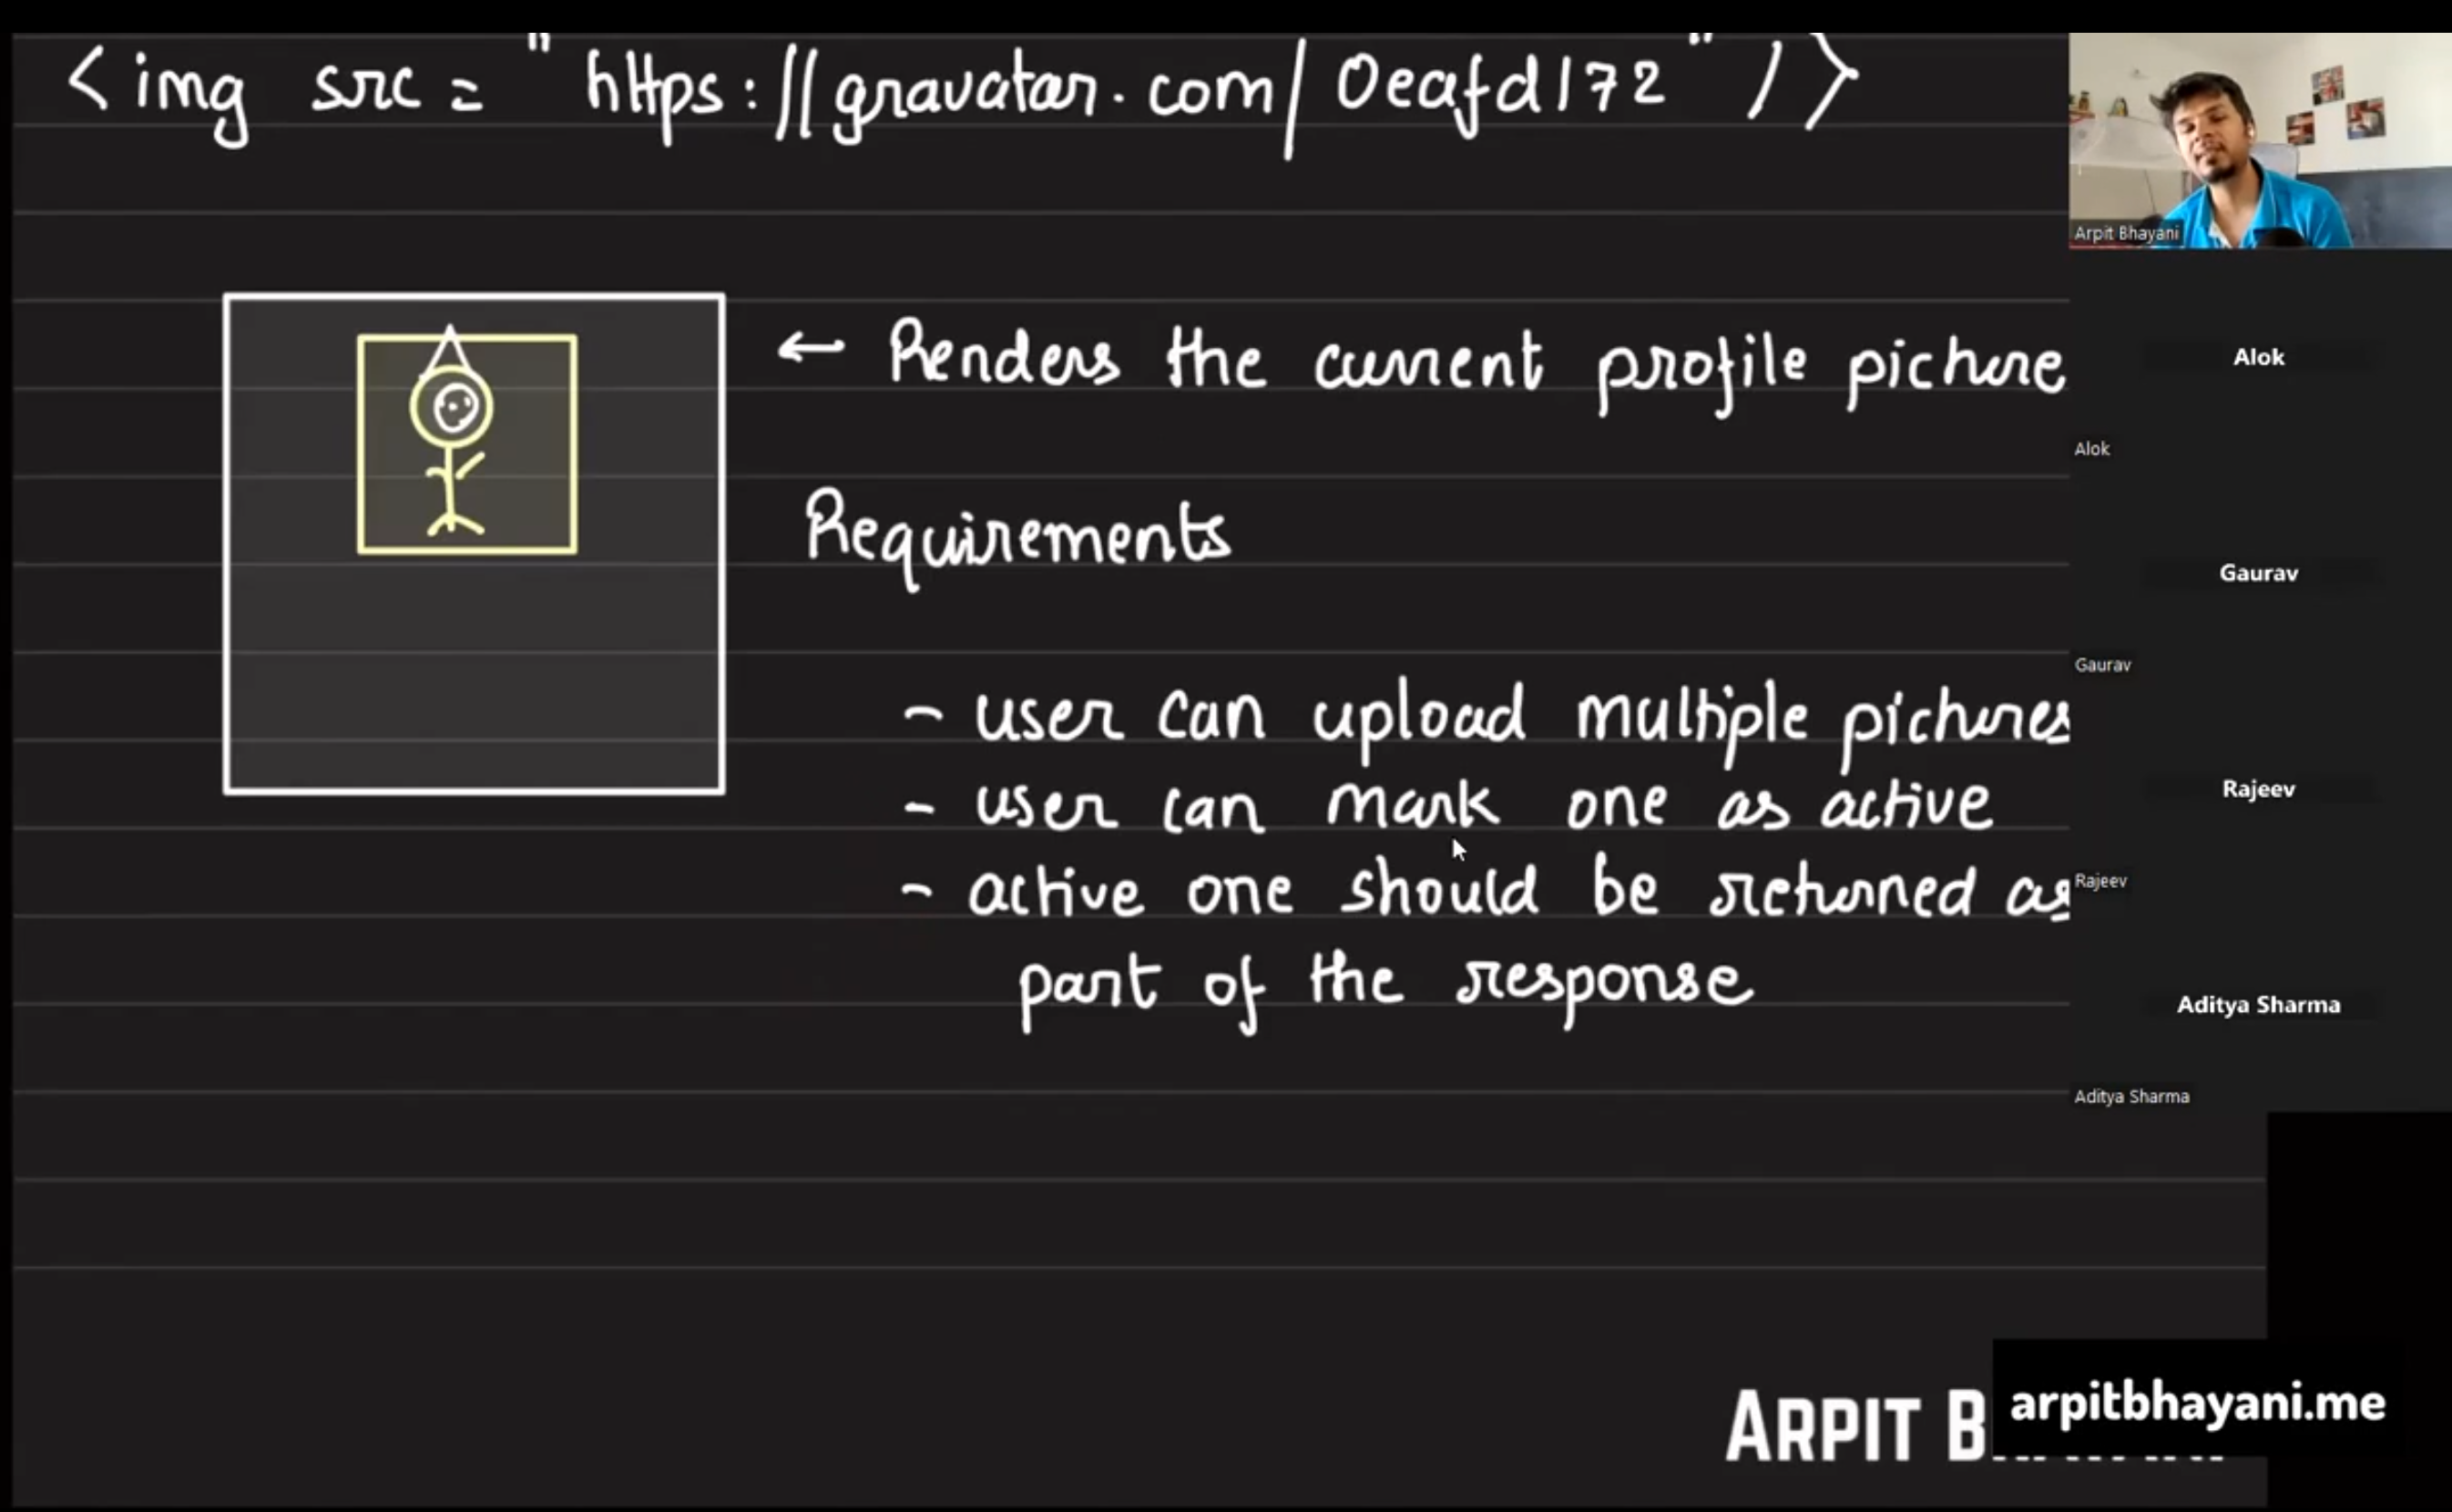 <img src = "https://gravatar.com/0eafd172" />
← Renders the current profile picture
Requirements
- user can upload multiple pictures
- user can mark one as active
- active one should be returned as
part of the response
Arpit Bhayani
Alok
Alok
Gaurav
Gaurav
Rajeev
Rajeev
Aditya Sharma
Aditya Sharma
ARPIT
arpitbhayani.me